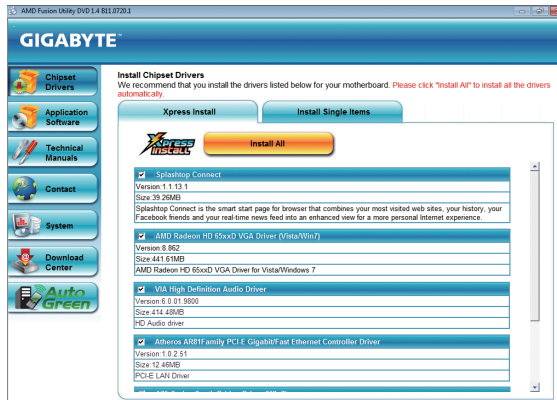 AMD Fusion Utility DVD 1.4 B11.0720.1
GIGABYTE™
Chipset
Drivers
Application
Software
Technical
Manuals
Contact
System
Download
Center
Auto
Green
Install Chipset Drivers
We recommend that you install the drivers listed below for your motherboard. Please click "Install All" to install all the drivers
automatically.
Xpress Install
Install Single Items
Xpress
Install
Install All
Splashtop Connect
Version:1.1.13.1
Size:39.26MB
Splashtop Connect is the smart start page for browser that combines your most visited web sites, your history, your
Facebook friends and your real-time news feed into an enhanced view for a more personal Internet experience.
AMD Radeon HD 65xxD VGA Driver (Vista/Win7)
Version:8.862
Size:441.61MB
AMD Radeon HD 65xxD VGA Driver for Vista/Windows 7
VIA High Definition Audio Driver
Version:6.0.01.9800
Size:414.48MB
HD Audio driver
Atheros AR81Family PCI-E Gigabit/Fast Ethernet Controller Driver
Version:1.0.2.51
Size:12.46MB
PCI-E LAN Driver